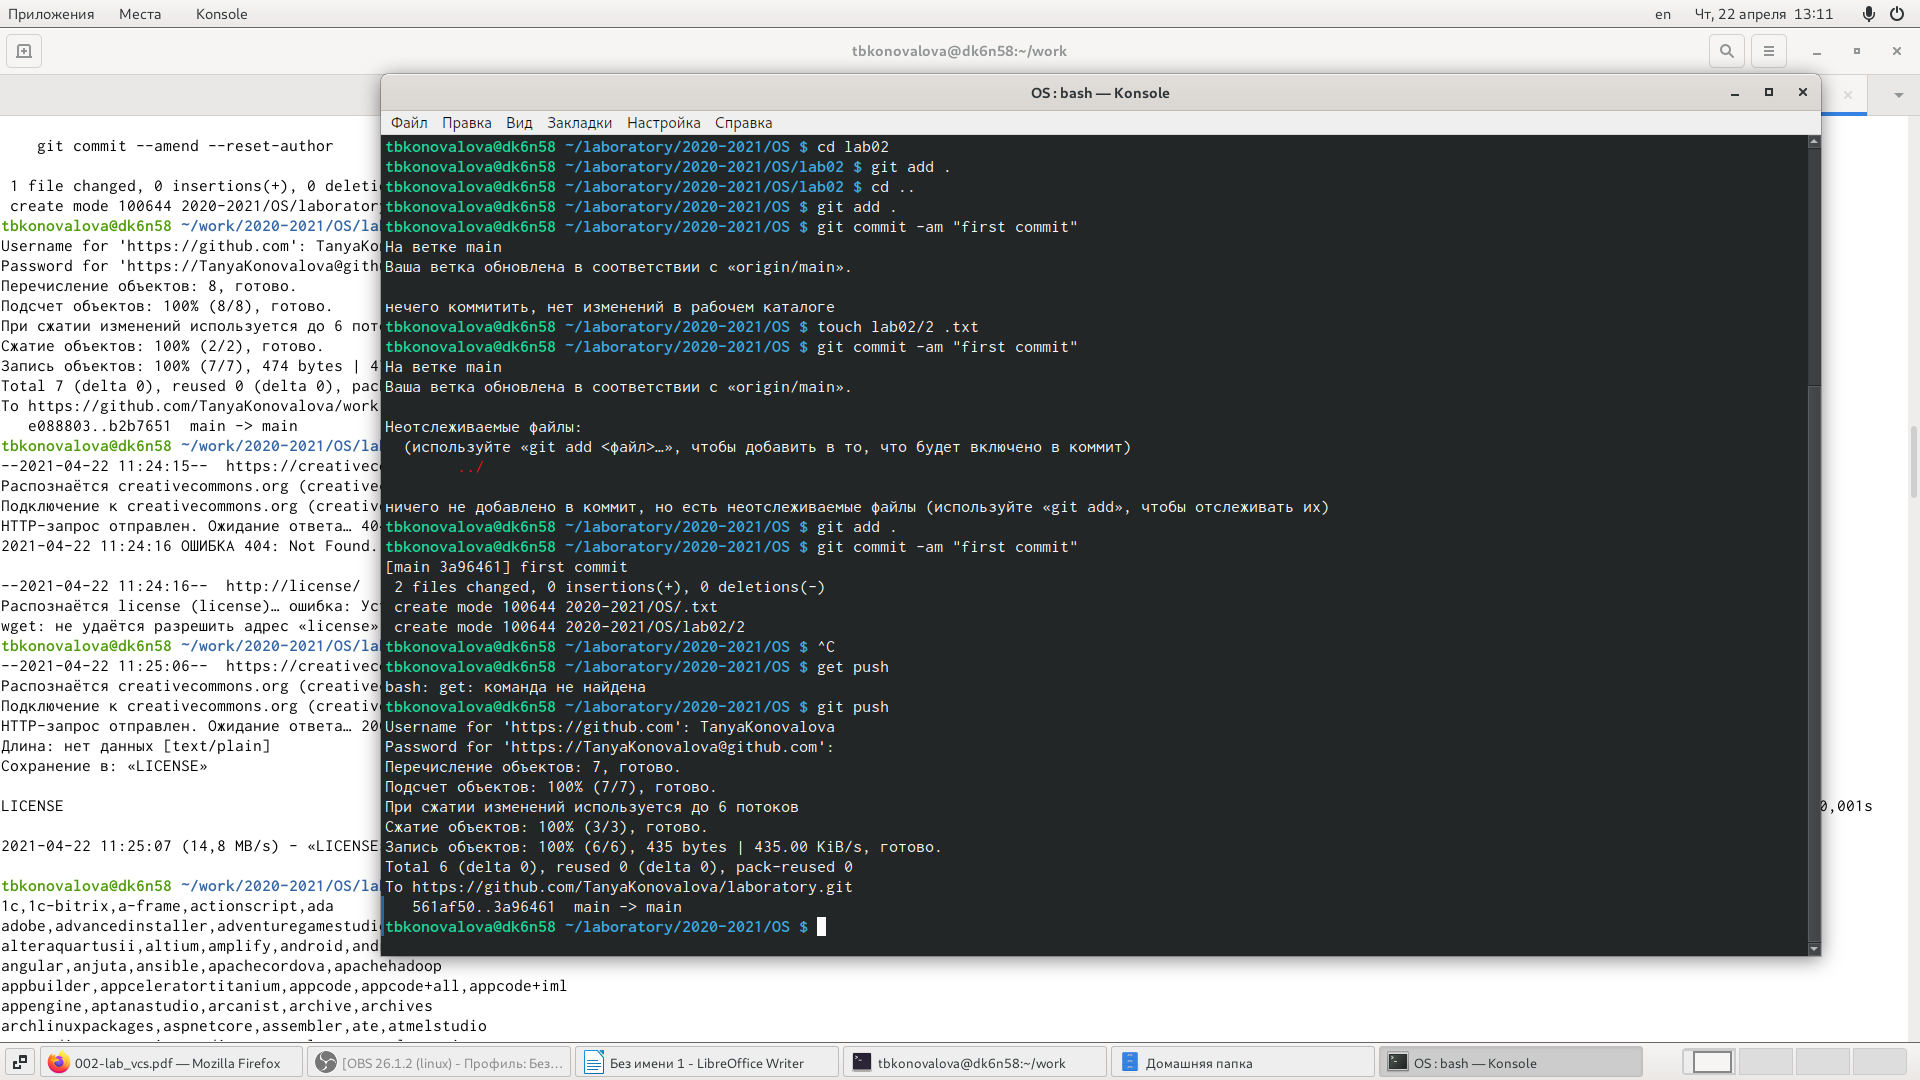 Приложения Места Konsole en Чт, 22 апреля 13:11
tbkonovalova@dk6n58:~/work
git commit --amend --reset-author
1 file changed, 0 insertions(+), 0 deleti
create mode 100644 2020-2021/OS/laborator
tbkonovalova@dk6n58 ~/work/2020-2021/OS/la
Username for 'https://github.com': TanyaKo
Password for 'https://TanyaKonovalova@gith
Перечисление объектов: 8, готово.
Подсчет объектов: 100% (8/8), готово.
При сжатии изменений используется до 6 пот
Сжатие объектов: 100% (2/2), готово.
Запись объектов: 100% (7/7), 474 bytes | 4
Total 7 (delta 0), reused 0 (delta 0), pac
To https://github.com/TanyaKonovalova/work
e088803..b2b7651 main -> main
tbkonovalova@dk6n58 ~/work/2020-2021/OS/la
--2021-04-22 11:24:15-- https://creativec
Распознаётся creativecommons.org (creativ
Подключение к creativecommons.org (creativ
HTTP-запрос отправлен. Ожидание ответа… 40
2021-04-22 11:24:16 ОШИБКА 404: Not Found.
--2021-04-22 11:24:16-- http://license/
Распознаётся license (license)… ошибка: Ус
wget: не удаётся разрешить адрес «license»
tbkonovalova@dk6n58 ~/work/2020-2021/OS/la
--2021-04-22 11:25:06-- https://creativec
Распознаётся creativecommons.org (creativ
Подключение к creativecommons.org (creativ
HTTP-запрос отправлен. Ожидание ответа… 20
Длина: нет данных [text/plain]
Сохранение в: «LICENSE»
LICENSE 0,001s
2021-04-22 11:25:07 (14,8 MB/s) - «LICENSE
tbkonovalova@dk6n58 ~/work/2020-2021/OS/la
1c,1c-bitrix,a-frame,actionscript,ada
adobe,advancedinstaller,adventuregamestudi
alteraquartusii,altium,amplify,android,and
angular,anjuta,ansible,apachecordova,apachehadoop
appbuilder,appceleratortitanium,appcode,appcode+all,appcode+iml
appengine,aptanastudio,arcanist,archive,archives
archlinuxpackages,aspnetcore,assembler,ate,atmelstudio
OS : bash — Konsole
Файл Правка Вид Закладки Настройка Справка
tbkonovalova@dk6n58 ~/laboratory/2020-2021/OS $ cd lab02
tbkonovalova@dk6n58 ~/laboratory/2020-2021/OS/lab02 $ git add .
tbkonovalova@dk6n58 ~/laboratory/2020-2021/OS/lab02 $ cd ..
tbkonovalova@dk6n58 ~/laboratory/2020-2021/OS $ git add .
tbkonovalova@dk6n58 ~/laboratory/2020-2021/OS $ git commit -am "first commit"
На ветке main
Ваша ветка обновлена в соответствии с «origin/main».
нечего коммитить, нет изменений в рабочем каталоге
tbkonovalova@dk6n58 ~/laboratory/2020-2021/OS $ touch lab02/2 .txt
tbkonovalova@dk6n58 ~/laboratory/2020-2021/OS $ git commit -am "first commit"
На ветке main
Ваша ветка обновлена в соответствии с «origin/main».
Неотслеживаемые файлы:
(используйте «git add <файл>…», чтобы добавить в то, что будет включено в коммит)
../
ничего не добавлено в коммит, но есть неотслеживаемые файлы (используйте «git add», чтобы отслеживать их)
tbkonovalova@dk6n58 ~/laboratory/2020-2021/OS $ git add .
tbkonovalova@dk6n58 ~/laboratory/2020-2021/OS $ git commit -am "first commit"
[main 3a96461] first commit
2 files changed, 0 insertions(+), 0 deletions(-)
create mode 100644 2020-2021/OS/.txt
create mode 100644 2020-2021/OS/lab02/2
tbkonovalova@dk6n58 ~/laboratory/2020-2021/OS $ ^C
tbkonovalova@dk6n58 ~/laboratory/2020-2021/OS $ get push
bash: get: команда не найдена
tbkonovalova@dk6n58 ~/laboratory/2020-2021/OS $ git push
Username for 'https://github.com': TanyaKonovalova
Password for 'https://TanyaKonovalova@github.com':
Перечисление объектов: 7, готово.
Подсчет объектов: 100% (7/7), готово.
При сжатии изменений используется до 6 потоков
Сжатие объектов: 100% (3/3), готово.
Запись объектов: 100% (6/6), 435 bytes | 435.00 KiB/s, готово.
Total 6 (delta 0), reused 0 (delta 0), pack-reused 0
To https://github.com/TanyaKonovalova/laboratory.git
561af50..3a96461 main -> main
tbkonovalova@dk6n58 ~/laboratory/2020-2021/OS $
002-lab_vcs.pdf — Mozilla Firefox [OBS 26.1.2 (linux) - Профиль: Без… Без имени 1 - LibreOffice Writer tbkonovalova@dk6n58:~/work Домашняя папка OS : bash — Konsole